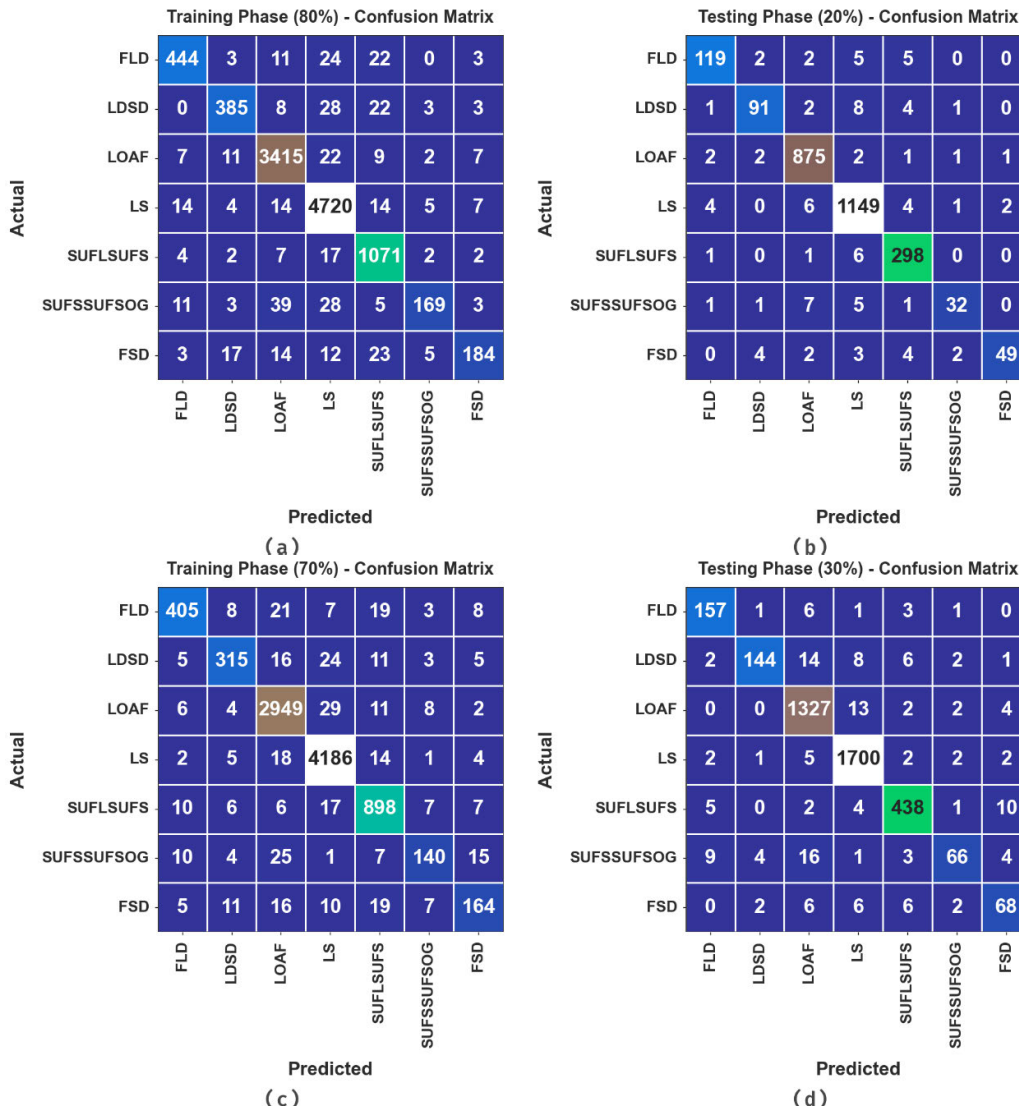 Training Phase (80%) - Confusion Matrix
Actual
FLD 444 3 11 24 22 0 3
LDSD 0 385 8 28 22 3 3
LOAF 7 11 3415 22 9 2 7
LS 14 4 14 4720 14 5 7
SUFLSUFS 4 2 7 17 1071 2 2
SUFSSUFSOG 11 3 39 28 5 169 3
FSD 3 17 14 12 23 5 184
FLD LDSD LOAF LS SUFLSUFS SUFSSUFSOG FSD
Predicted
(a)
Testing Phase (20%) - Confusion Matrix
Actual
FLD 119 2 2 5 5 0 0
LDSD 1 91 2 8 4 1 0
LOAF 2 2 875 2 1 1 1
LS 4 0 6 1149 4 1 2
SUFLSUFS 1 0 1 6 298 0 0
SUFSSUFSOG 1 1 7 5 1 32 0
FSD 0 4 2 3 4 2 49
FLD LDSD LOAF LS SUFLSUFS SUFSSUFSOG FSD
Predicted
(b)
Training Phase (70%) - Confusion Matrix
Actual
FLD 405 8 21 7 19 3 8
LDSD 5 315 16 24 11 3 5
LOAF 6 4 2949 29 11 8 2
LS 2 5 18 4186 14 1 4
SUFLSUFS 10 6 6 17 898 7 7
SUFSSUFSOG 10 4 25 1 7 140 15
FSD 5 11 16 10 19 7 164
FLD LDSD LOAF LS SUFLSUFS SUFSSUFSOG FSD
Predicted
(c)
Testing Phase (30%) - Confusion Matrix
Actual
FLD 157 1 6 1 3 1 0
LDSD 2 144 14 8 6 2 1
LOAF 0 0 1327 13 2 2 4
LS 2 1 5 1700 2 2 2
SUFLSUFS 5 0 2 4 438 1 10
SUFSSUFSOG 9 4 16 1 3 66 4
FSD 0 2 6 6 6 2 68
FLD LDSD LOAF LS SUFLSUFS SUFSSUFSOG FSD
Predicted
(d)